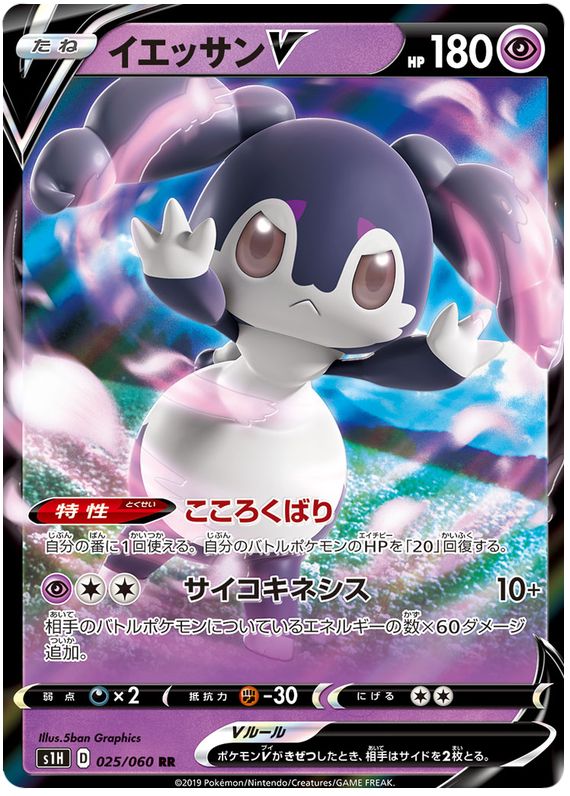 たね イエッサンV HP 180
特性 とくせい こころくばり
自分の番に1回使える。自分のバトルポケモンのHPを「20」回復する。
サイコキネシス 10+
相手のバトルポケモンについているエネルギーの数×60ダメージ
追加。
弱点 ×2 抵抗力 -30 にげる
Illus.5ban Graphics
Vルール
ポケモンVがきぜつしたとき、相手はサイドを2枚とる。
s1H D 025/060 RR
©2019 Pokémon/Nintendo/Creatures/GAME FREAK.